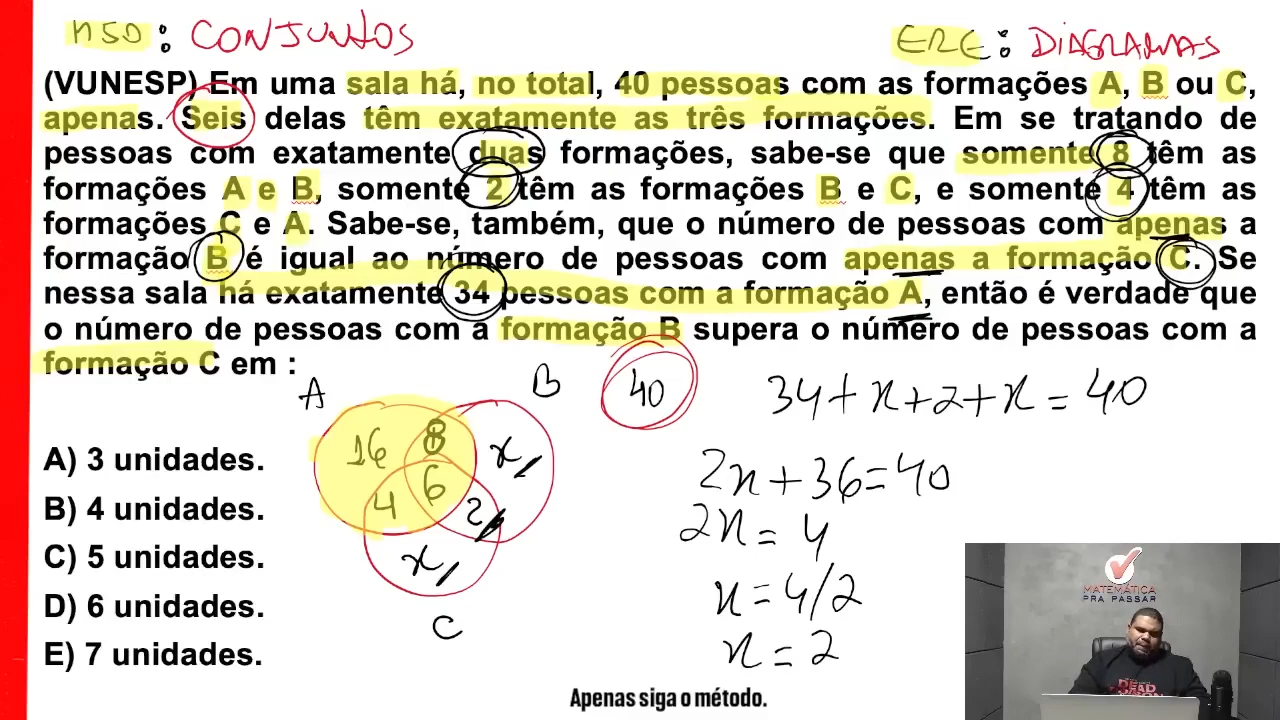 MSD: CONJUNTOS
ERE: DIAGRAMAS
(VUNESP) Em uma sala há, no total, 40 pessoas com as formações A, B ou C,
apenas. Seis delas têm exatamente as três formações. Em se tratando de
pessoas com exatamente duas formações, sabe-se que somente 8 têm as
formações A e B, somente 2 têm as formações B e C, e somente 4 têm as
formações C e A. Sabe-se, também, que o número de pessoas com apenas a
formação B é igual ao número de pessoas com apenas a formação C. Se
nessa sala há exatamente 34 pessoas com a formação A, então é verdade que
o número de pessoas com a formação B supera o número de pessoas com a
formação C em :
A
B
40
34+x+2+x=40
A) 3 unidades.
16
8
x
2x+36=40
B) 4 unidades.
4
6
2
2x=4
C) 5 unidades.
x
D) 6 unidades.
x=4/2
C
E) 7 unidades.
x=2
MATEMÁTICA
PRA PASSAR
DEAD
Apenas siga o método.